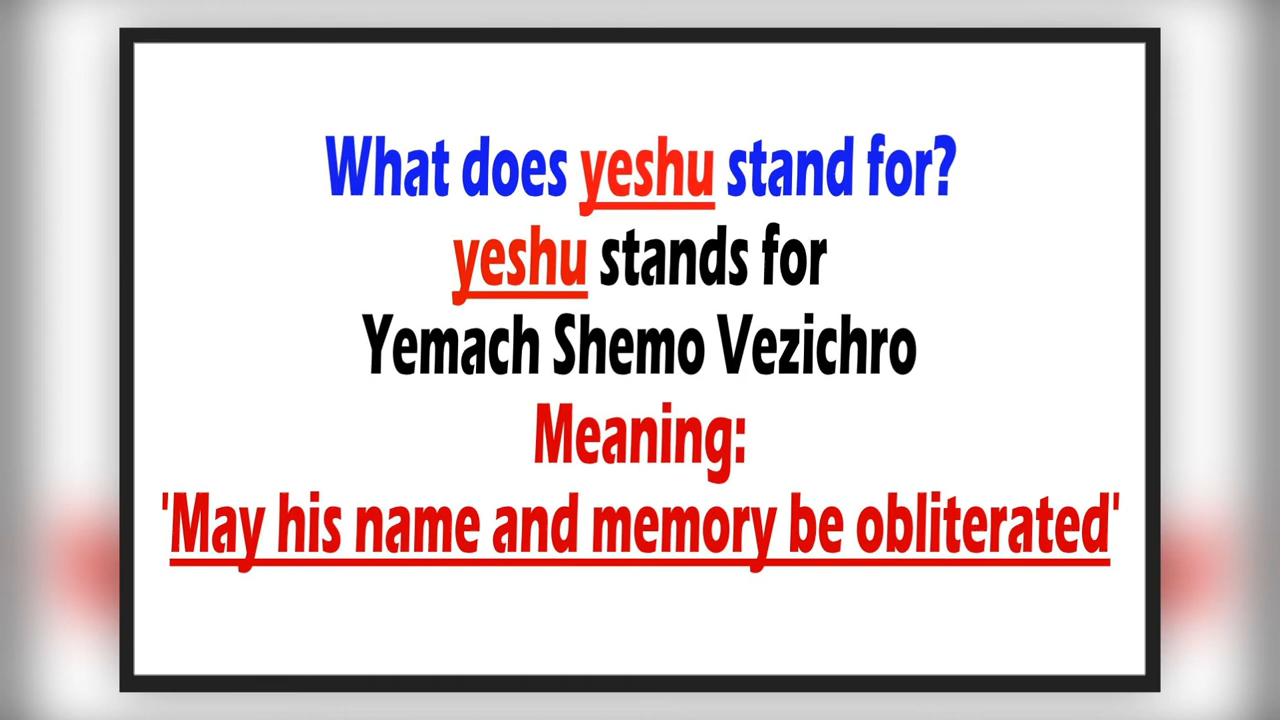 What does yeshu stand for?
yeshu stands for
Yemach Shemo Vezichro
Meaning:
'May his name and memory be obliterated'